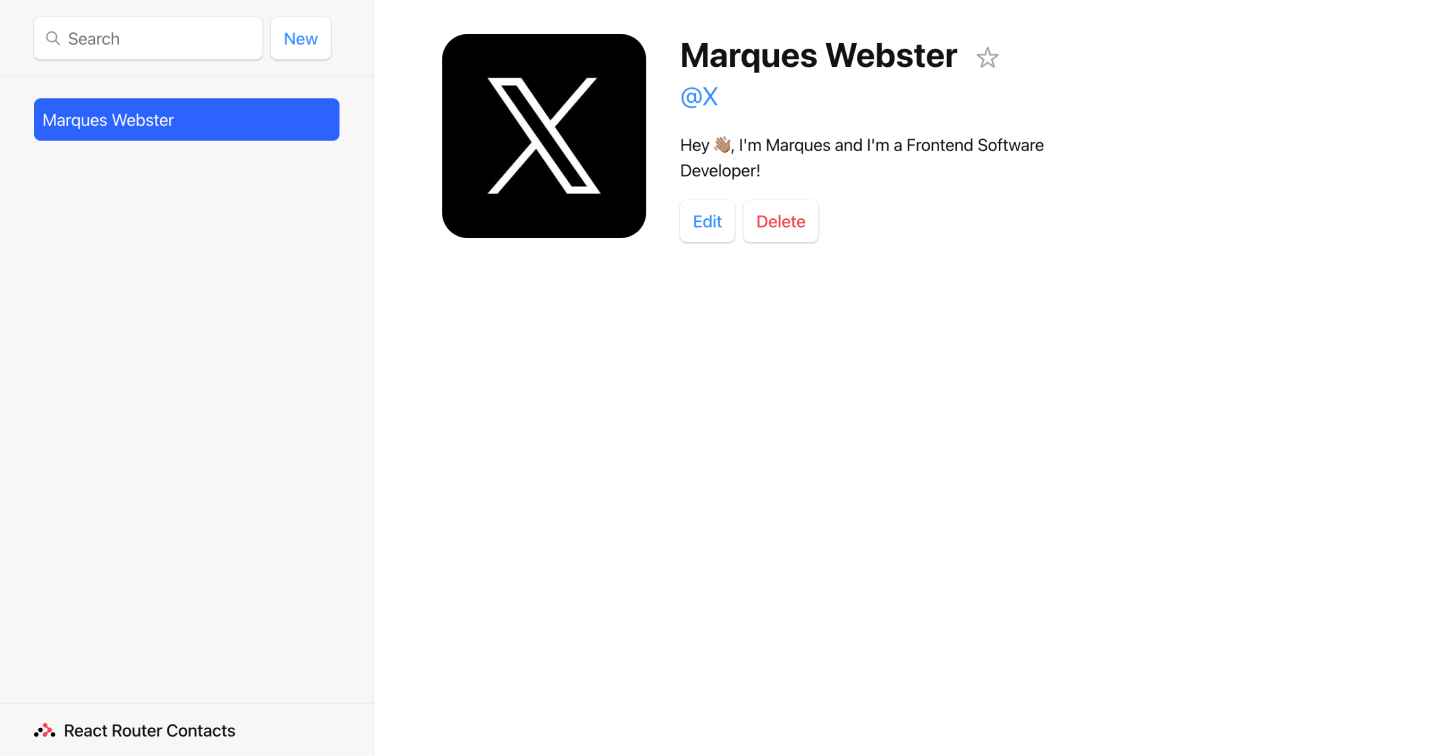 Search
New
Marques Webster
React Router Contacts
Marques Webster
@X
Hey 👋🏽, I'm Marques and I'm a Frontend Software
Developer!
Edit
Delete